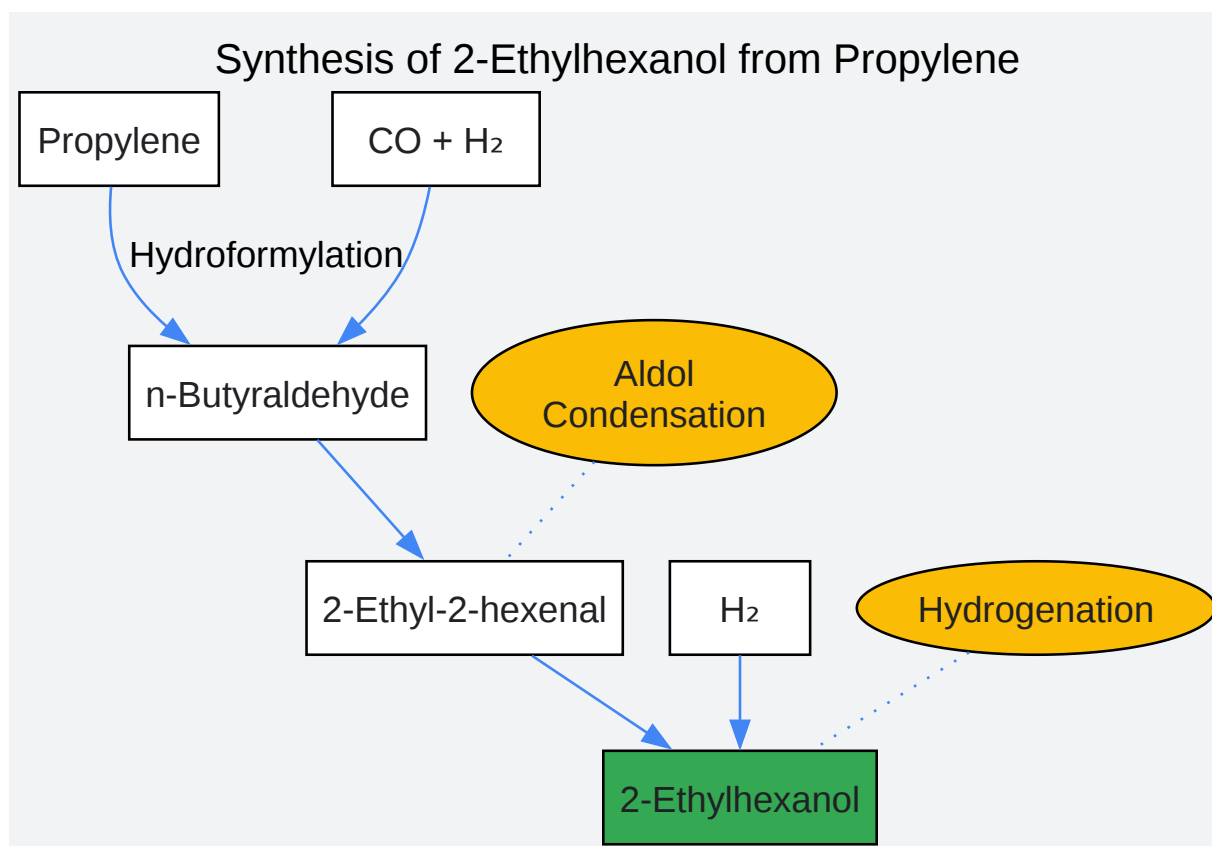 Synthesis of 2-Ethylhexanol from Propylene
Propylene
CO + H₂
Hydroformylation
n-Butyraldehyde
Aldol
Condensation
2-Ethyl-2-hexenal
H₂
Hydrogenation
2-Ethylhexanol